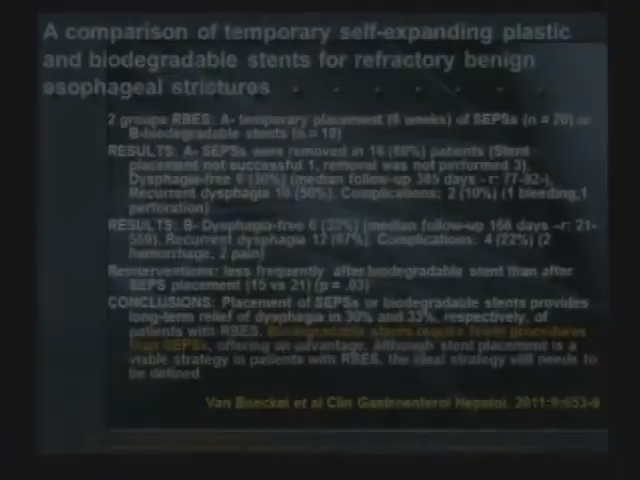 A comparison of temporary self-expanding plastic
and biodegradable stents for refractory benign
esophageal strictures
2 groups RBES: A- temporary placement (6 weeks) of SEPSs (n = 20) or
B-biodegradable stents (n = 18)
RESULTS: A- SEPSs were removed in 16 (80%) patients (Stent
placement not successful 1, removal was not performed 3).
Dysphagia-free 6 (30%) (median follow-up 385 days – r: 77-92-).
Recurrent dysphagia 10 (50%). Complications: 2 (10%) (1 bleeding,1
perforation)
RESULTS: B- Dysphagia-free 6 (33%) (median follow-up 166 days –r: 21-
559). Recurrent dysphagia 12 (67%). Complications: 4 (22%) (2
hemorrhage, 2 pain)
Reinterventions: less frequently after biodegradable stent than after
SEPS placement (15 vs 21) (p = .03)
CONCLUSIONS: Placement of SEPSs or biodegradable stents provides
long-term relief of dysphagia in 30% and 33%, respectively, of
patients with RBES. Biodegradable stents require fewer procedures
than SEPSs, offering an advantage. Although stent placement is a
viable strategy in patients with RBES, the ideal strategy still needs to
be defined
Van Boeckel et al Clin Gastroenterol Hepatol. 2011;9:653-9